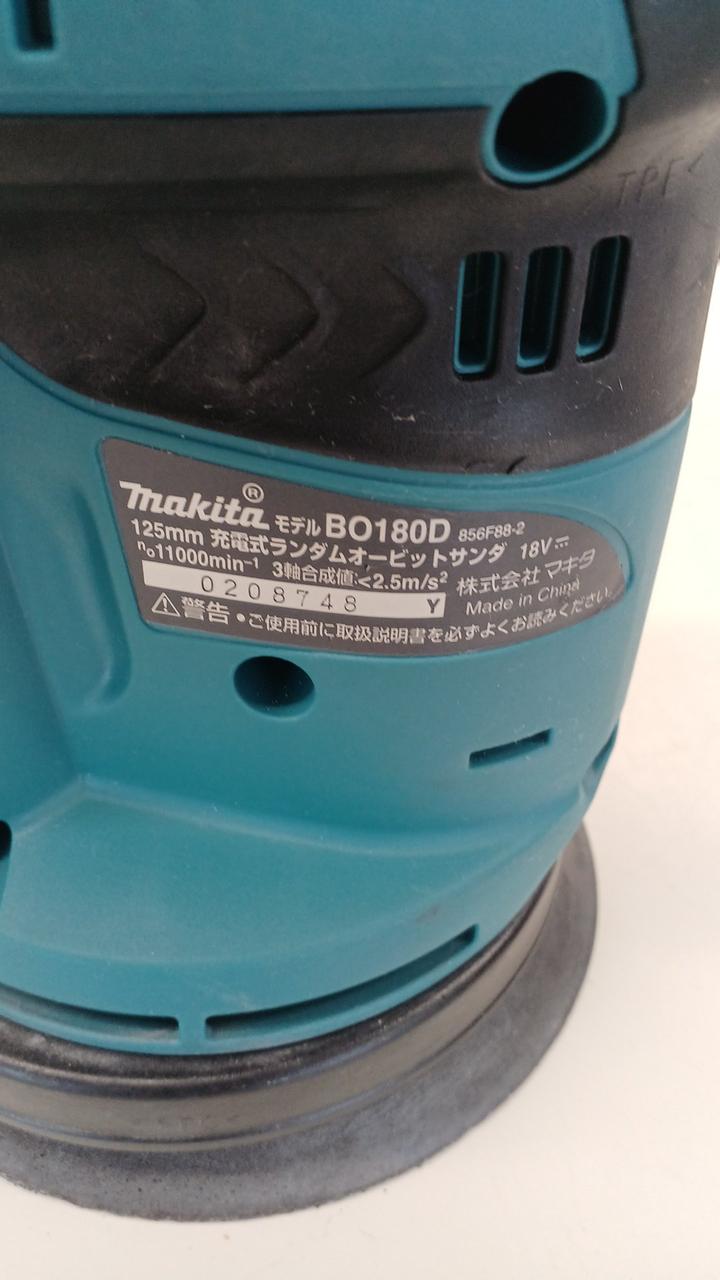 TPE
makita® モデル BO180D 856F88-2
125mm 充電式ランダムオービットサンダ 18V⎓
n₀11000min⁻¹ 3軸合成値:<2.5m/s² 株式会社 マキタ
0208748 Y Made in China
⚠警告・ご使用前に取扱説明書を必ずよくお読みください。